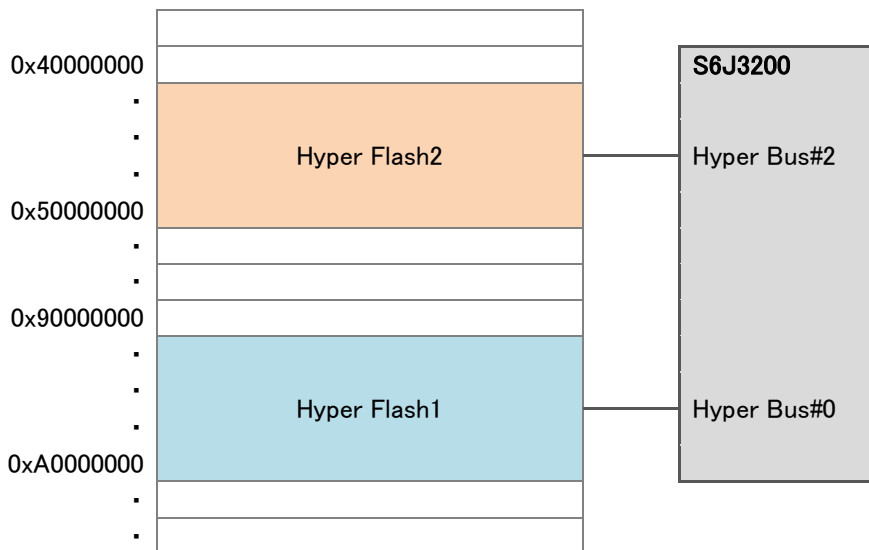 0x40000000
S6J3200
.
.
Hyper Flash2
Hyper Bus#2
.
0x50000000
.
.
0x90000000
.
.
Hyper Flash1
Hyper Bus#0
.
0xA0000000
.
.